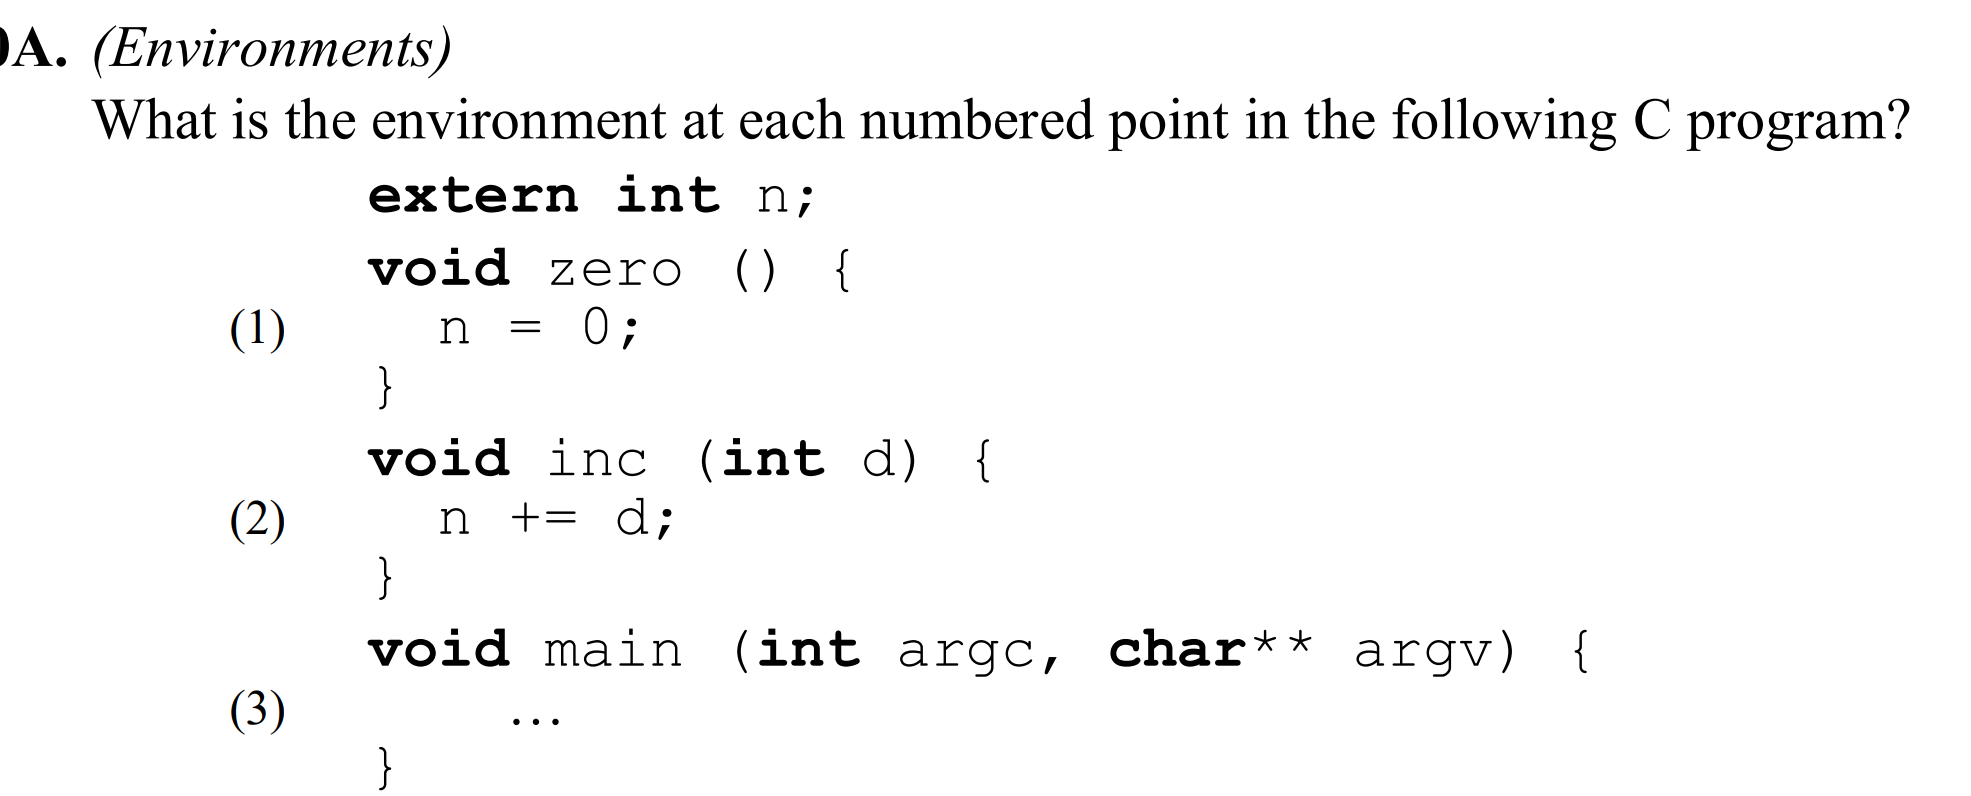 A. (Environments)
What is the environment at each numbered point in the following C program?
extern int n;
void zero () {
(1) n = 0;
}
void inc (int d) {
(2) n += d;
}
void main (int argc, char** argv) {
(3) ...
}